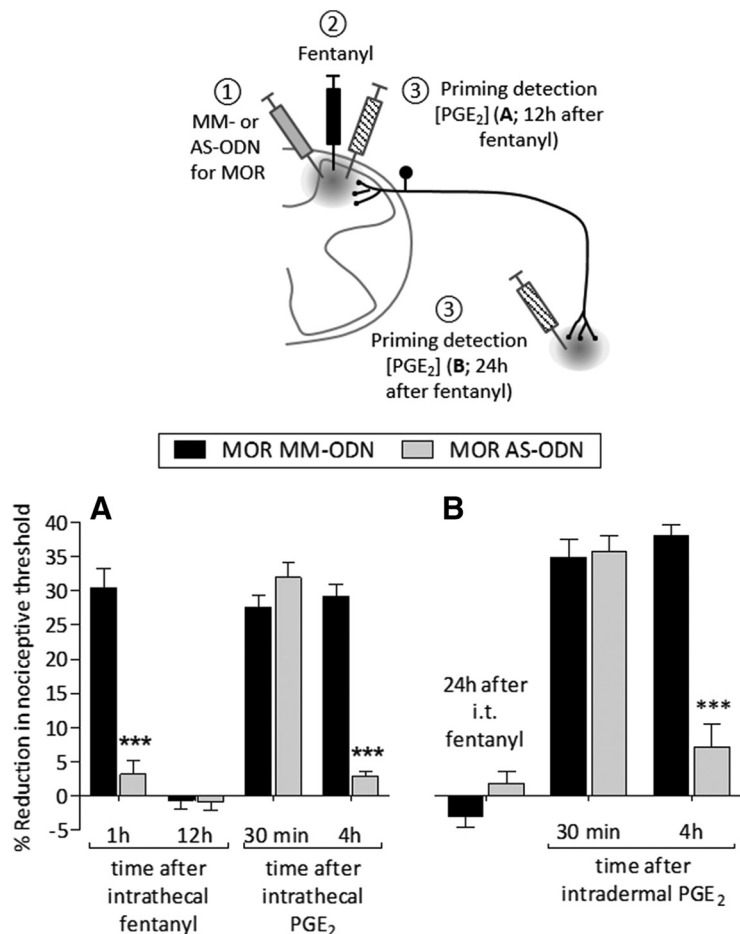 ②
Fentanyl
①
MM- or
AS-ODN
for MOR
③ Priming detection
[PGE₂] (A; 12h after
fentanyl)
③
Priming detection
[PGE₂] (B; 24h
after fentanyl)
MOR MM-ODN MOR AS-ODN
A
% Reduction in nociceptive threshold
40
35
30
25
20
15
10
5
0
-5
***
***
1h 12h 30 min 4h
time after
intrathecal
fentanyl
time after
intrathecal
PGE₂
B
24h after
i.t.
fentanyl
***
30 min 4h
time after
intradermal PGE₂